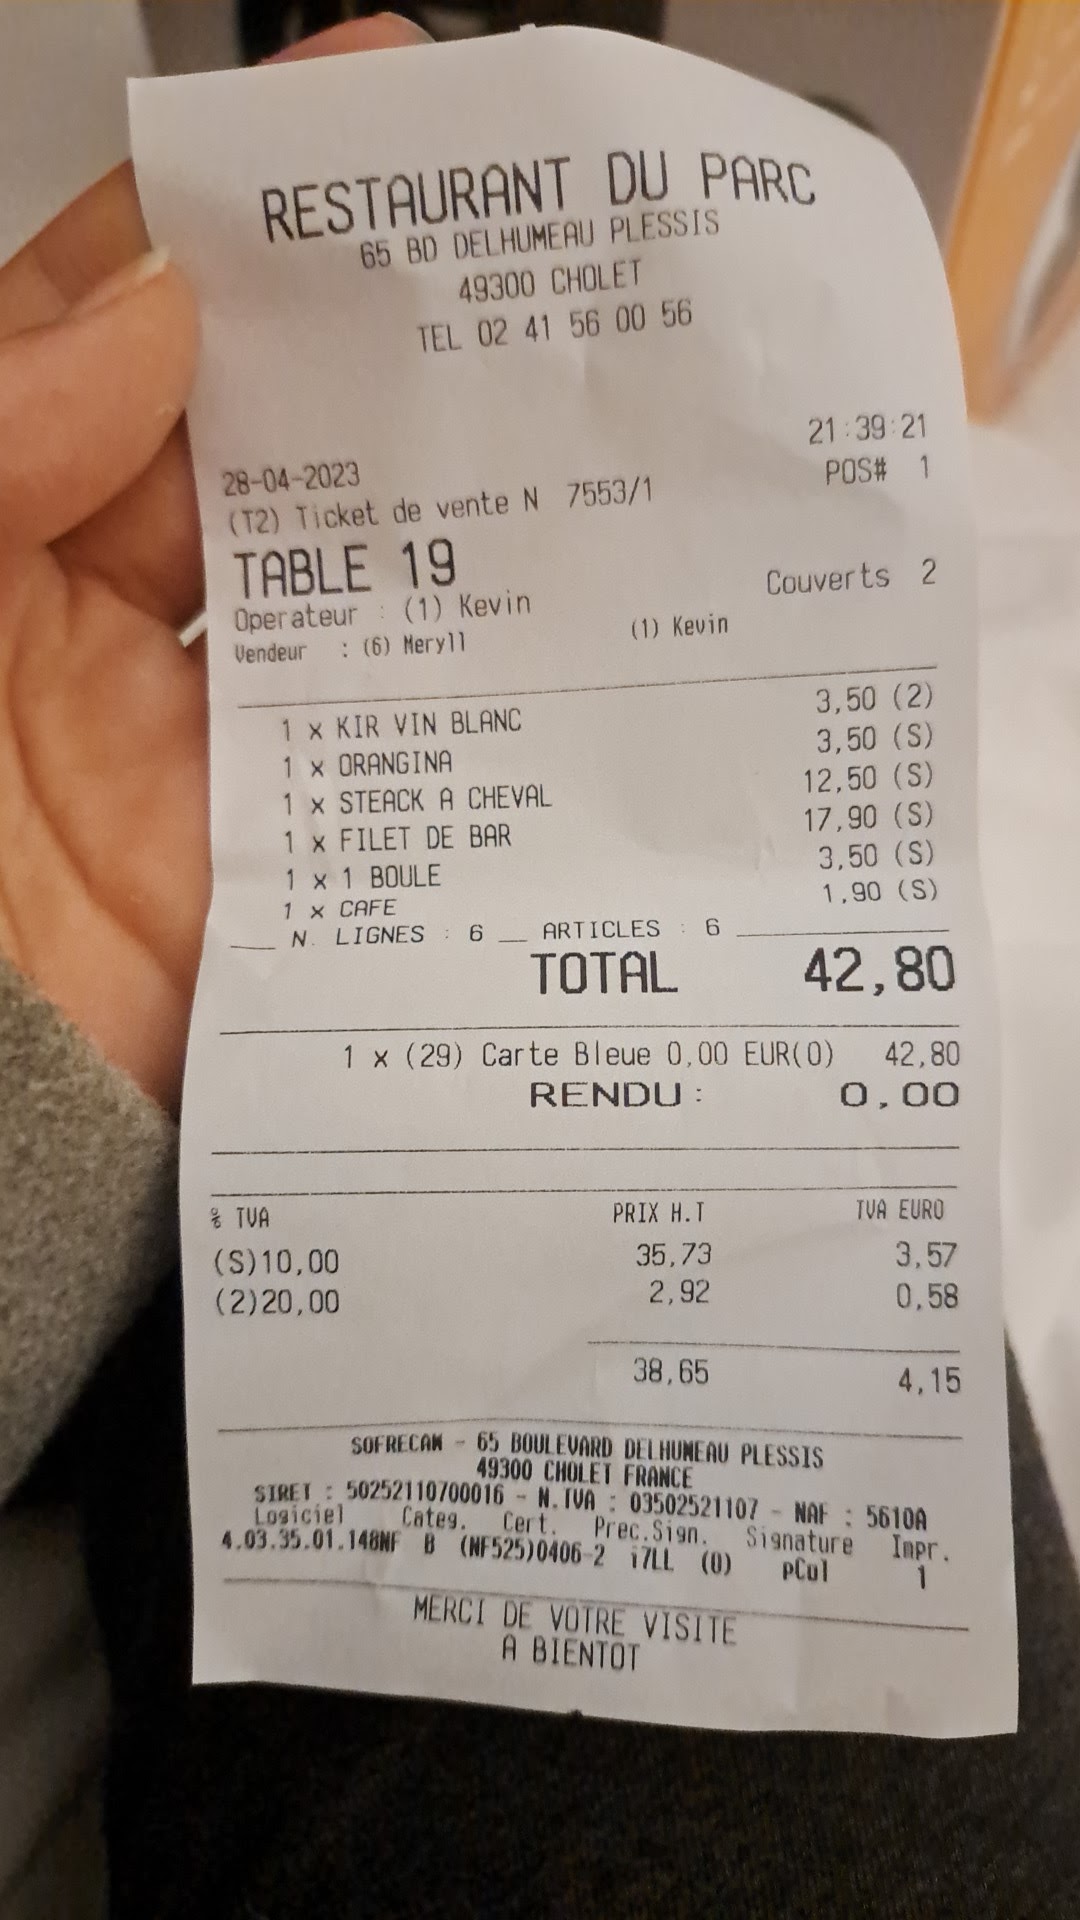 RESTAURANT DU PARC
65 BD DELHUMEAU PLESSIS
49300 CHOLET
TEL 02 41 56 00 56
28-04-2023 21:39:21
(T2) Ticket de vente N 7553/1 POS# 1
TABLE 19 Couverts 2
Operateur : (1) Kevin
Vendeur : (6) Meryll (1) Kevin
1 x KIR VIN BLANC 3,50 (2)
1 x ORANGINA 3,50 (S)
1 x STEACK A CHEVAL 12,50 (S)
1 x FILET DE BAR 17,90 (S)
1 x 1 BOULE 3,50 (S)
1 x CAFE 1,90 (S)
N. LIGNES : 6 ARTICLES : 6
TOTAL 42,80
1 x (29) Carte Bleue 0,00 EUR(0) 42,80
RENDU : 0,00
% TVA PRIX H.T TVA EURO
(S)10,00 35,73 3,57
(2)20,00 2,92 0,58
38,65 4,15
SOFRECAM - 65 BOULEVARD DELHUMEAU PLESSIS
49300 CHOLET FRANCE
SIRET : 50252110700016 - N.TVA : 03502521107 - NAF : 5610A
Logiciel Categ. Cert. Prec.Sign. Signature Impr.
4.03.35.01.148NF B (NF525)0406-2 i7LL (0) pCol 1
MERCI DE VOTRE VISITE
A BIENTOT